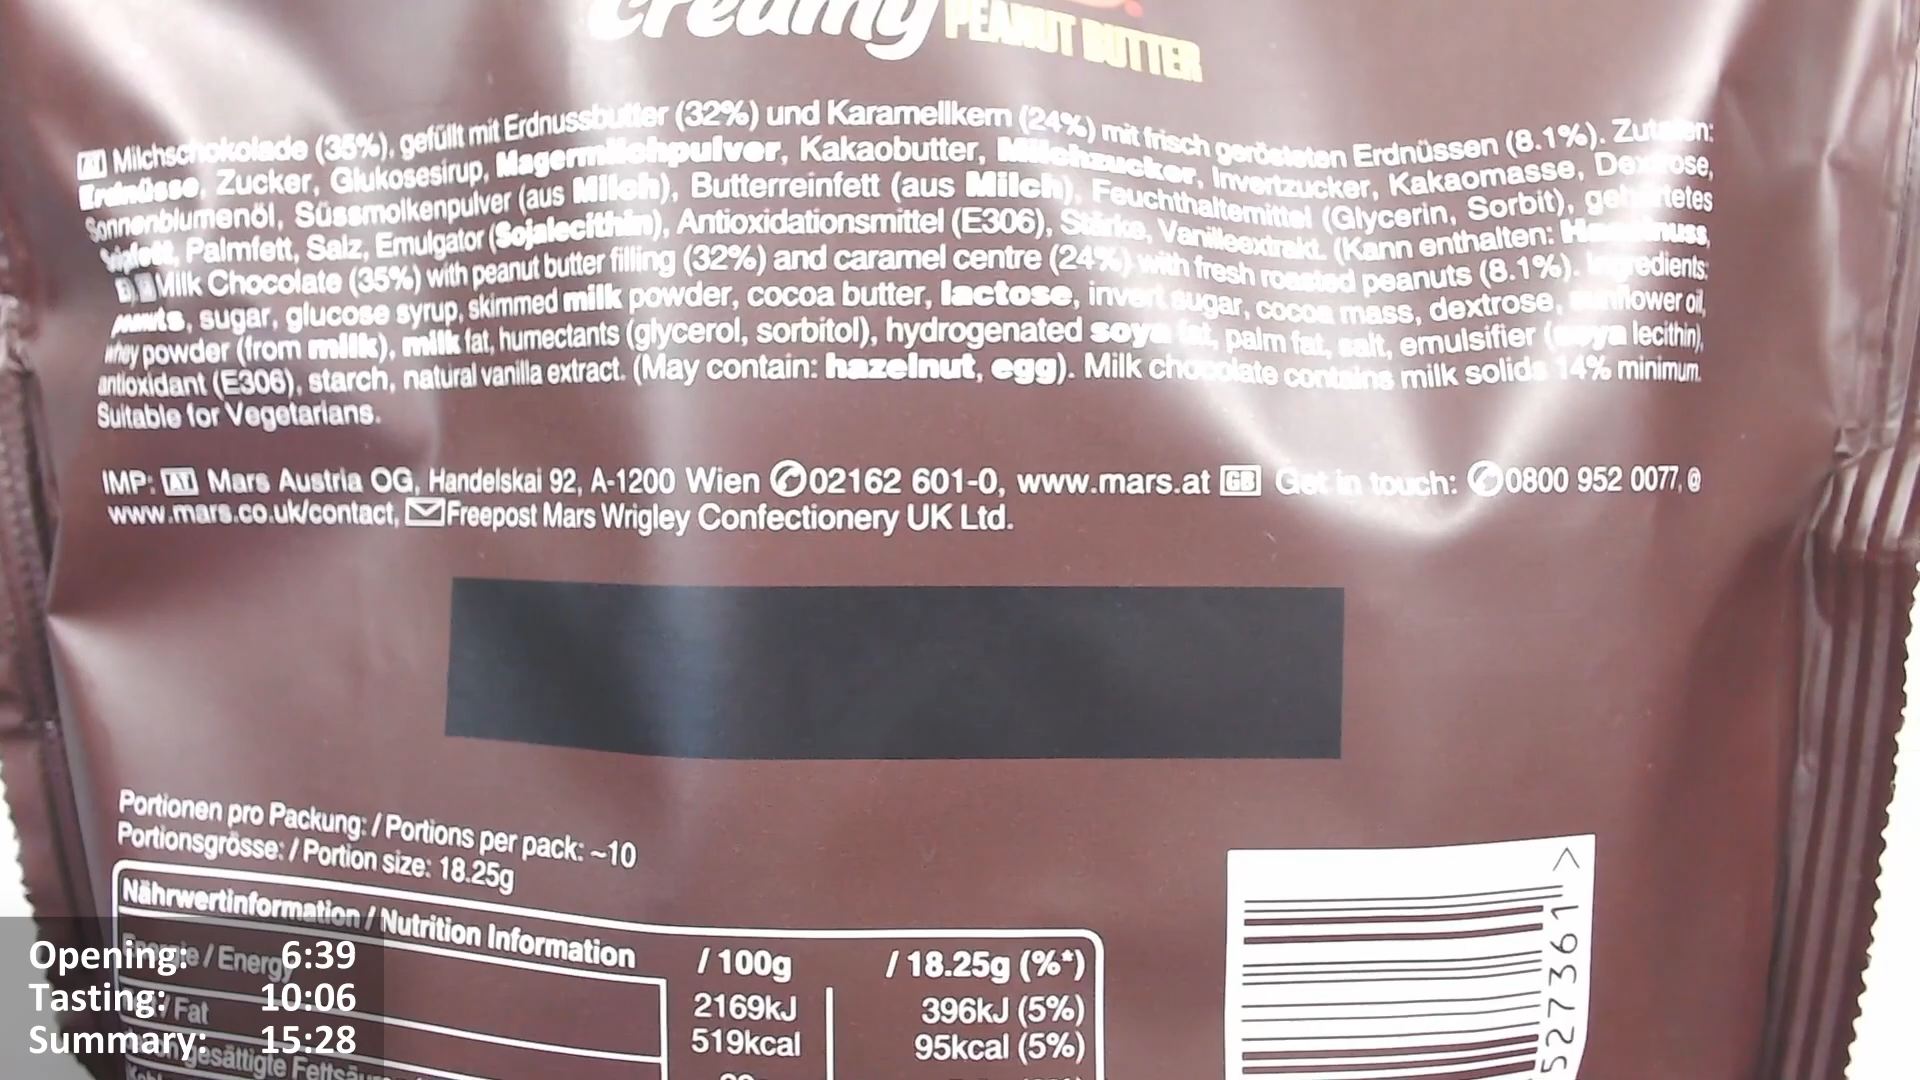 Creamy PEANUT BUTTER
AT Milchschokolade (35%), gefüllt mit Erdnussbutter (32%) und Karamellkern (24%) mit frisch gerösteten Erdnüssen (8.1%). Zutaten:
Erdnüsse, Zucker, Glukosesirup, Magermilchpulver, Kakaobutter, Milchzucker, Invertzucker, Kakaomasse, Dextrose,
Sonnenblumenöl, Süssmolkenpulver (aus Milch), Butterreinfett (aus Milch), Feuchthaltemittel (Glycerin, Sorbit), gehärtetes
Palmfett, Salz, Emulgator (Sojalecithin), Antioxidationsmittel (E306), Stärke, Vanilleextrakt. (Kann enthalten: Haselnuss,
Milk Chocolate (35%) with peanut butter filling (32%) and caramel centre (24%) with fresh roasted peanuts (8.1%). Ingredients:
peanuts, sugar, glucose syrup, skimmed milk powder, cocoa butter, lactose, invert sugar, cocoa mass, dextrose, sunflower oil,
whey powder (from milk), milk fat, humectants (glycerol, sorbitol), hydrogenated soya fat, palm fat, salt, emulsifier (soya lecithin),
antioxidant (E306), starch, natural vanilla extract. (May contain: hazelnut, egg). Milk chocolate contains milk solids 14% minimum.
Suitable for Vegetarians.
IMP: AT Mars Austria OG, Handelskai 92, A-1200 Wien ✆02162 601-0, www.mars.at GB Get in touch: ✆0800 952 0077, @
www.mars.co.uk/contact, ✉Freepost Mars Wrigley Confectionery UK Ltd.
Portionen pro Packung: / Portions per pack: ~10
Portionsgrösse: / Portion size: 18.25g
Nährwertinformation / Nutrition Information / 100g / 18.25g (%*)
Energie / Energy 2169kJ 396kJ (5%)
519kcal 95kcal (5%)
/ Fat
gesättigte Fettsäu
527361 >
Opening: 6:39
Tasting: 10:06
Summary: 15:28